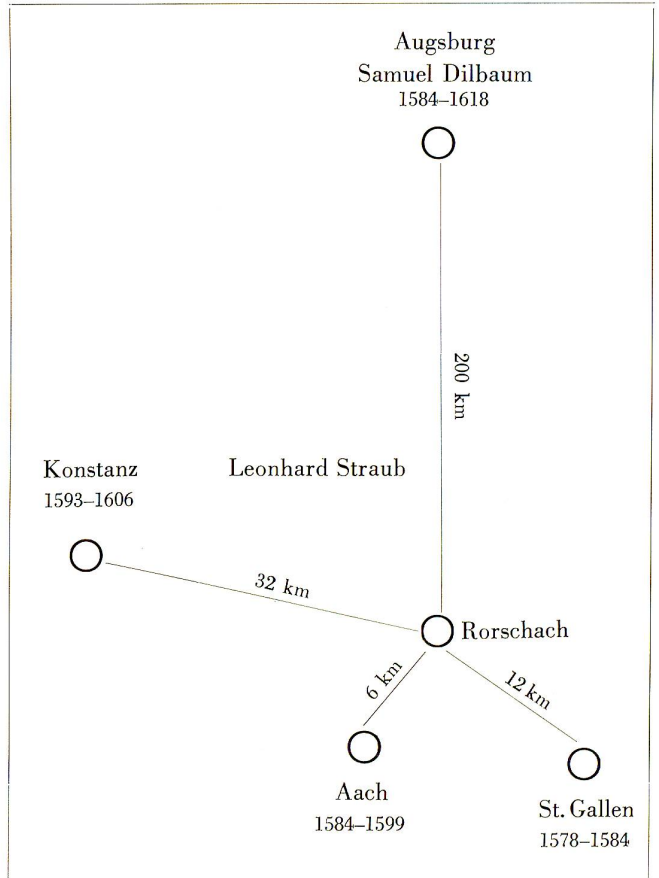 Augsburg
Samuel Dilbaum
1584–1618
200 km
Konstanz
1593–1606
Leonhard Straub
32 km
Rorschach
6 km
12 km
Aach
1584–1599
St. Gallen
1578–1584